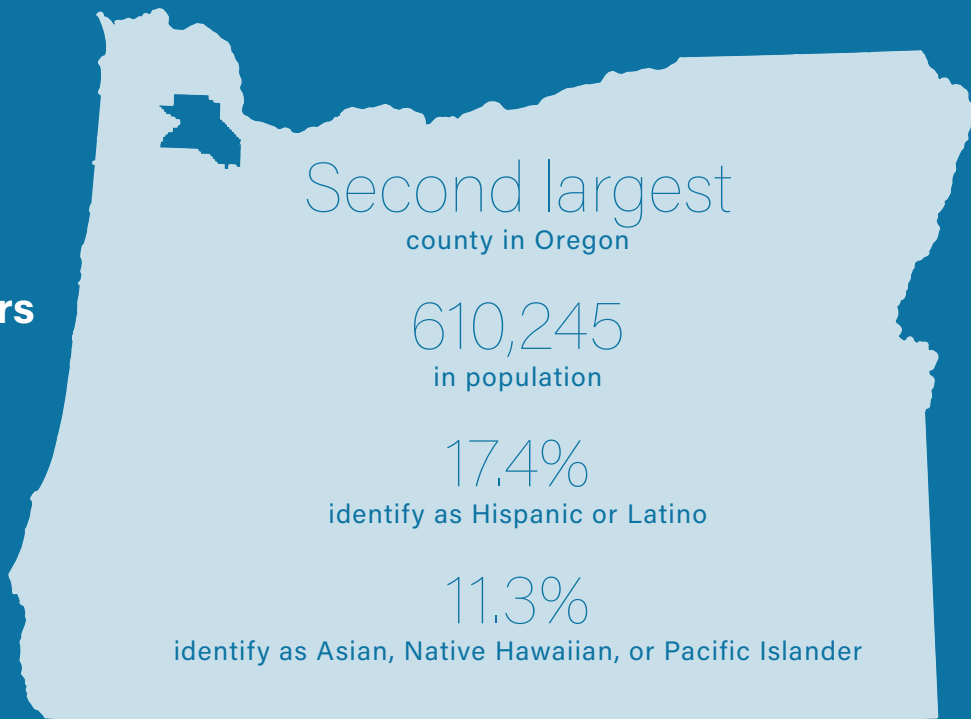 Second largest
county in Oregon
rs
610,245
in population
17.4%
identify as Hispanic or Latino
11.3%
identify as Asian, Native Hawaiian, or Pacific Islander